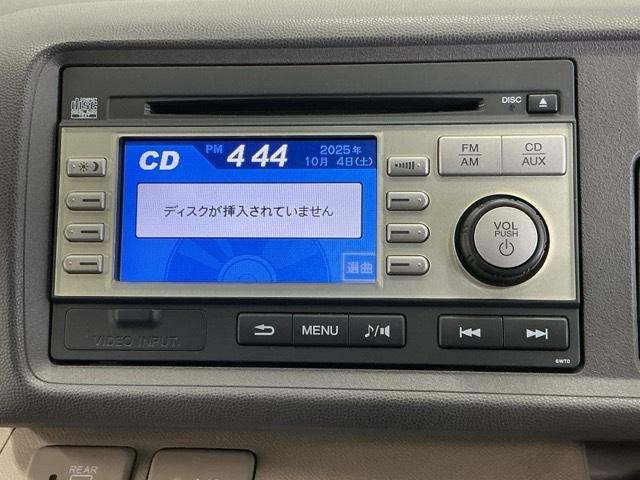 DISC
FM
AM
CD
AUX
CD PM 4:44
2025年
10月 4日(土)
ディスクが挿入されていません
選曲
VOL
PUSH
VIDEO INPUT
MENU
6WT0
REAR